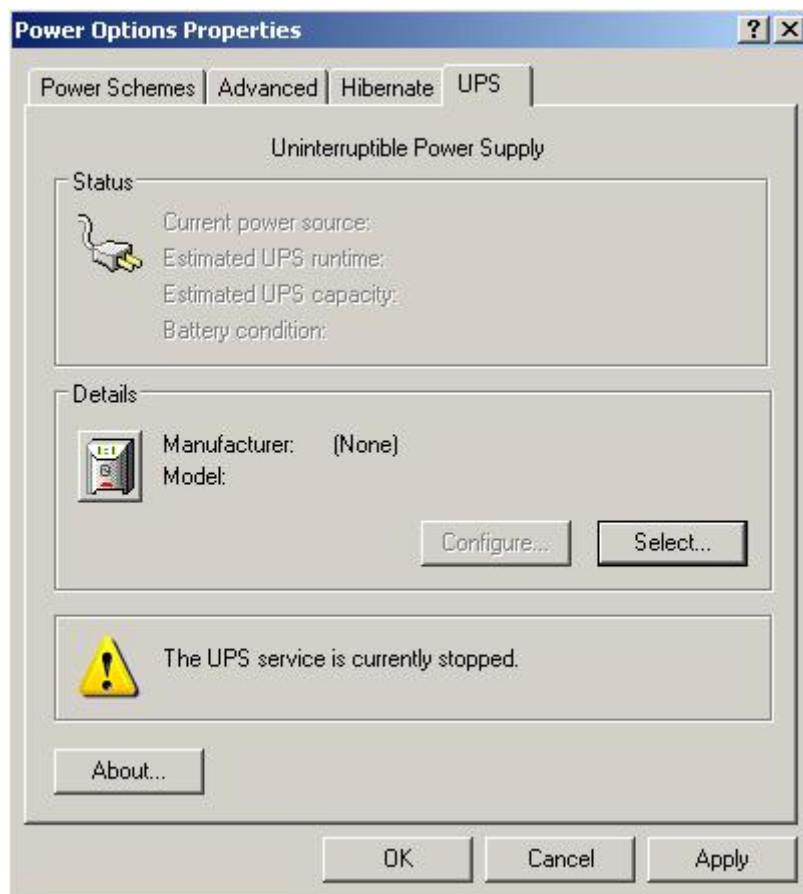 Power Options Properties
Power Schemes Advanced Hibernate UPS
Uninterruptible Power Supply
Status
Current power source:
Estimated UPS runtime:
Estimated UPS capacity:
Battery condition:
Details
Manufacturer: (None)
Model:
Configure... Select...
The UPS service is currently stopped.
About...
OK Cancel Apply